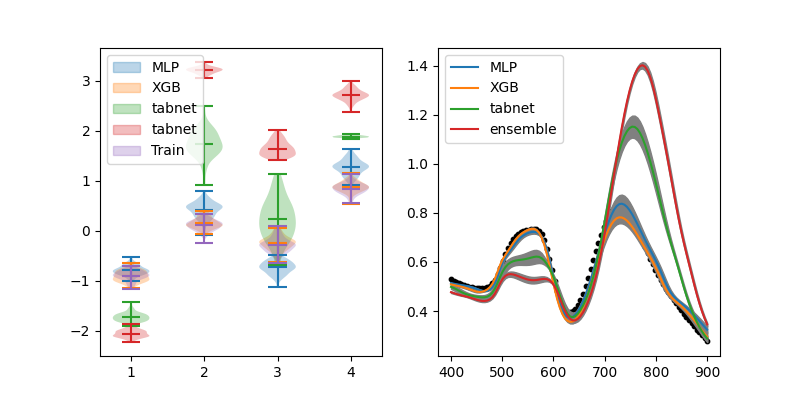 MLP
XGB
tabnet
tabnet
Train
3
2
1
0
−1
−2
1 2 3 4
MLP
XGB
tabnet
ensemble
1.4
1.2
1.0
0.8
0.6
0.4
400 500 600 700 800 900